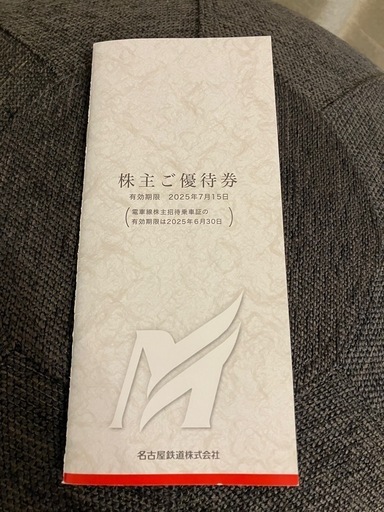 株主ご優待券
有効期限 2025年7月15日
(電車線株主招待乗車証の
有効期限は2025年6月30日)
名古屋鉄道株式会社